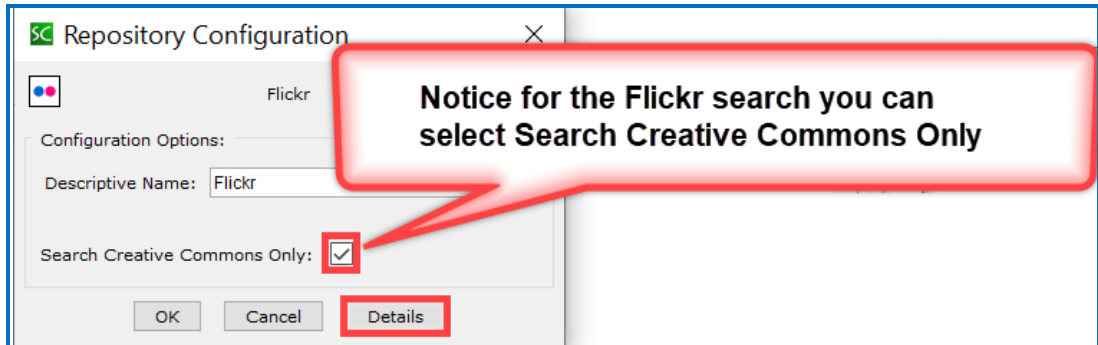 SC Repository Configuration
Flickr
Notice for the Flickr search you can
select Search Creative Commons Only
Configuration Options:
Descriptive Name: Flickr
Search Creative Commons Only:
OK Cancel Details